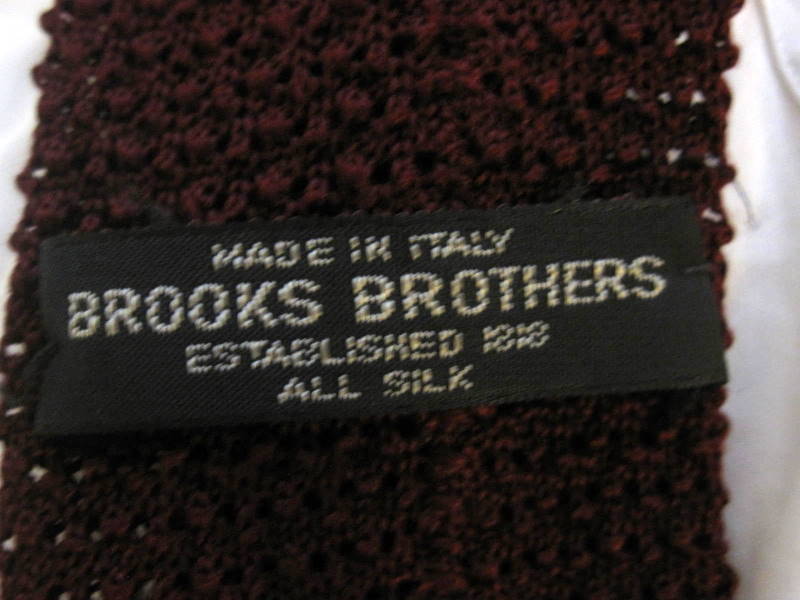 MADE IN ITALY
BROOKS BROTHERS
ESTABLISHED 1818
ALL SILK